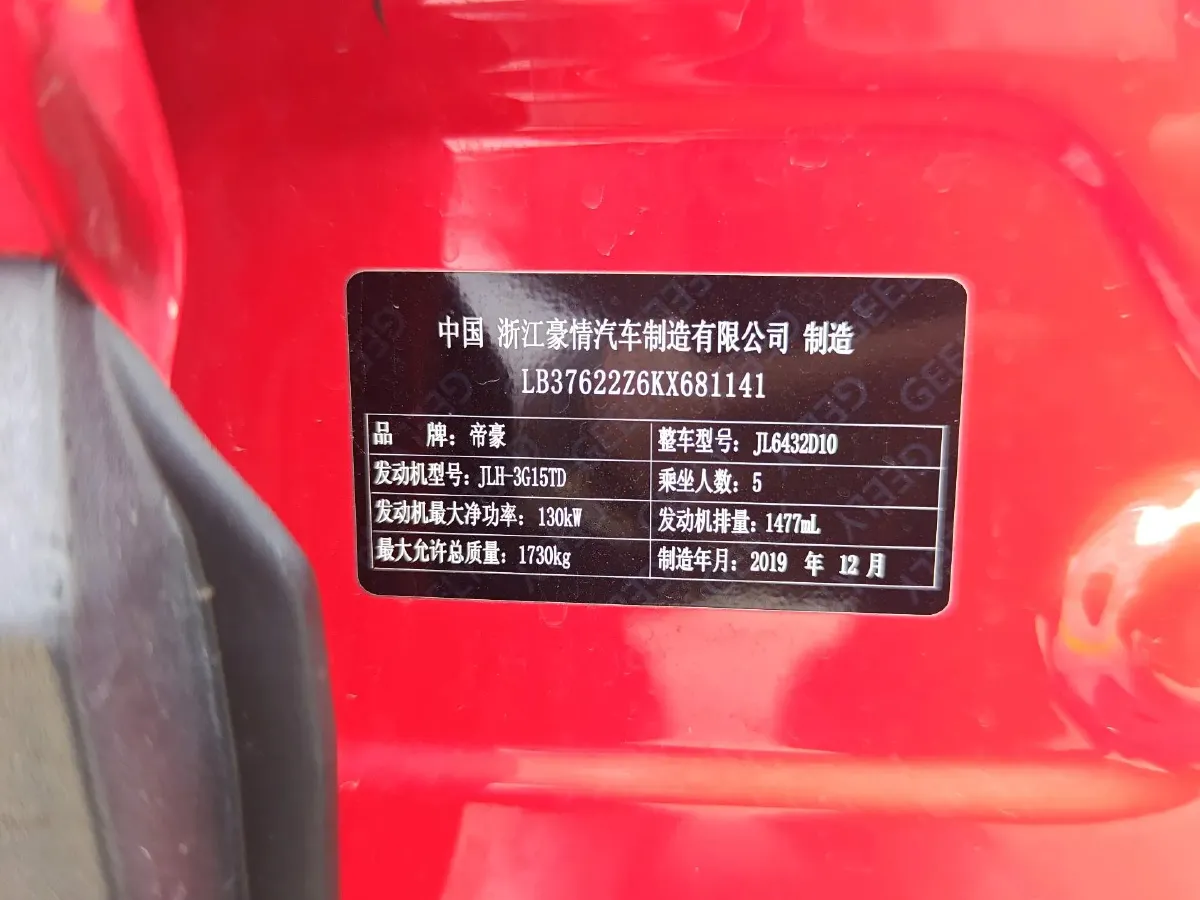 中国 浙江豪情汽车制造有限公司 制造
LB37622Z6KX681141
品 牌：帝豪 整车型号：JL6432D10
发动机型号：JLH-3G15TD 乘坐人数：5
发动机最大净功率：130kW 发动机排量：1477mL
最大允许总质量：1730kg 制造年月：2019 年 12 月
GEELY